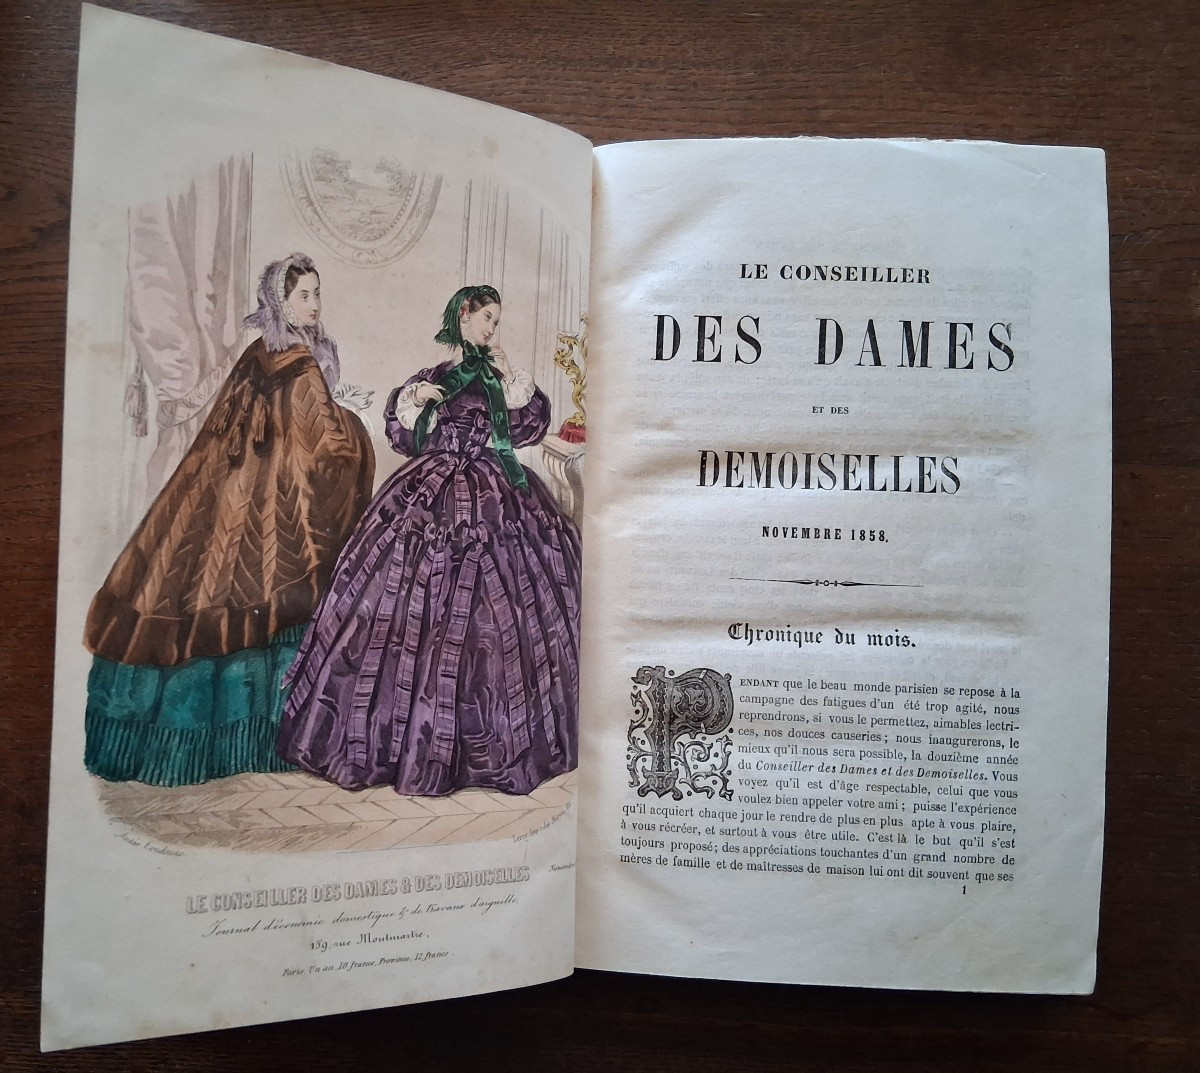 LE CONSEILLER DES DAMES & DES DEMOISELLES
Journal d'économie domestique & de travaux d'aiguille.
159, rue Montmartre,
Paris, Un an, 10 francs, Province, 12 francs.
LE CONSEILLER
DES DAMES
ET DES
DEMOISELLES
NOVEMBRE 1858.
Chronique du mois.
PENDANT que le beau monde parisien se repose à la
campagne des fatigues d'un été trop agité, nous
reprendrons, si vous le permettez, aimables lectri-
ces, nos douces causeries ; nous inaugurerons, le
mieux qu'il nous sera possible, la douzième année
du Conseiller des Dames et des Demoiselles. Vous
voyez qu'il est d'âge respectable, celui que vous
voulez bien appeler votre ami ; puisse l'expérience
qu'il acquiert chaque jour le rendre de plus en plus apte à vous plaire,
à vous récréer, et surtout à vous être utile. C'est là le but qu'il s'est
toujours proposé ; des appréciations touchantes d'un grand nombre de
mères de famille et de maîtresses de maison lui ont dit souvent que ses
1